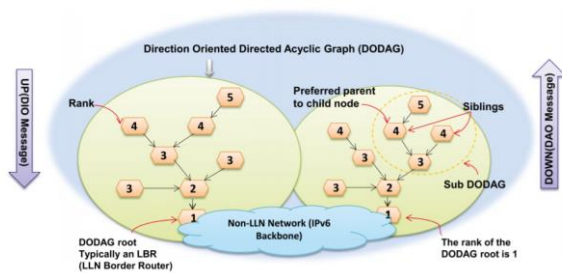 Direction Oriented Directed Acyclic Graph (DODAG)
UP(DIO Message)
DOWN(DAO Message)
Rank
5
4
4
3
3
3
2
1
Preferred parent
to child node
Siblings
5
4
4
4
3
3
3
2
1
Sub DODAG
Non-LLN Network (IPv6
Backbone)
DODAG root
Typically an LBR
(LLN Border Router)
The rank of the
DODAG root is 1